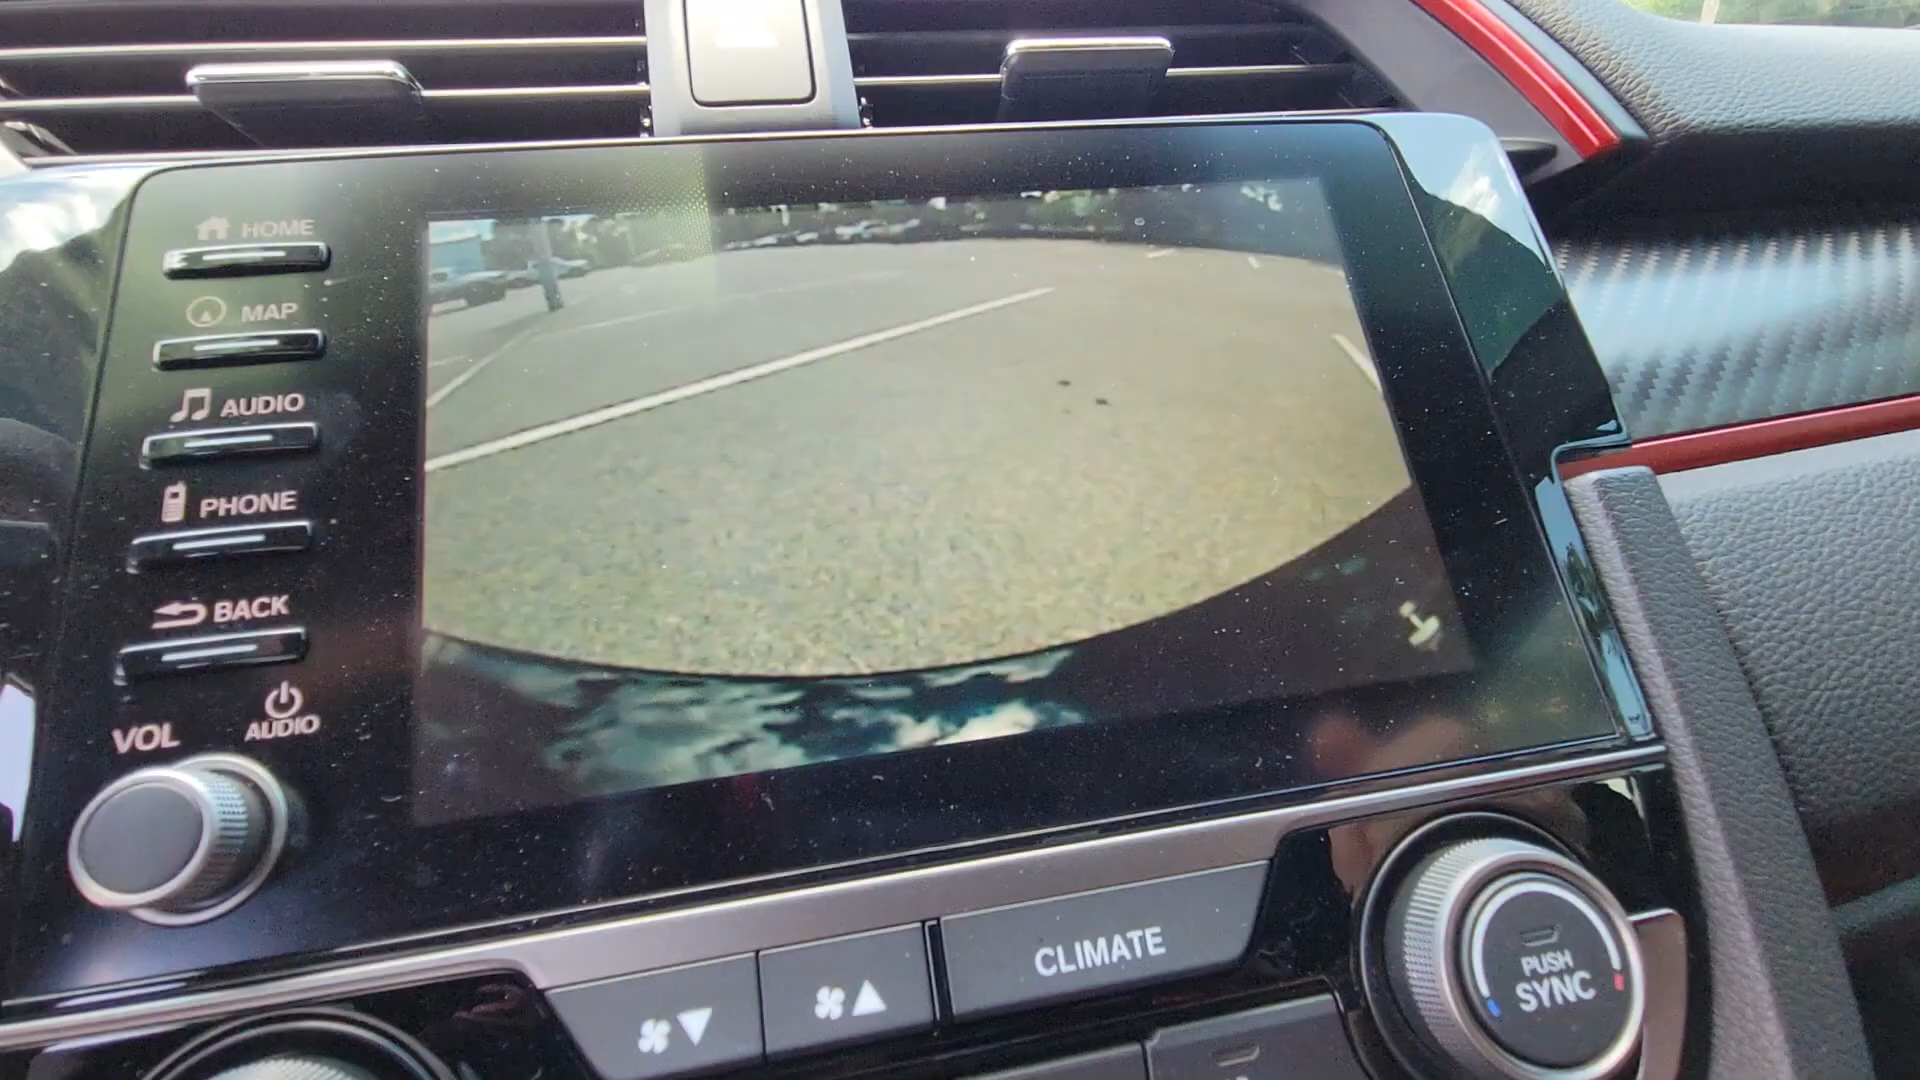 HOME
MAP
AUDIO
PHONE
BACK
VOL
AUDIO
CLIMATE
PUSH
SYNC